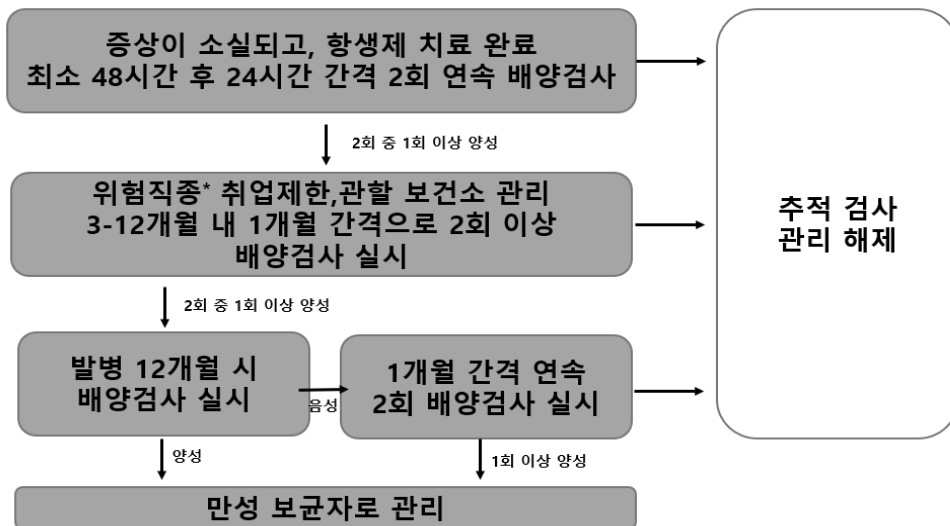 증상이 소실되고, 항생제 치료 완료
최소 48시간 후 24시간 간격 2회 연속 배양검사
2회 중 1회 이상 양성
위험직종* 취업제한,관할 보건소 관리
3-12개월 내 1개월 간격으로 2회 이상
배양검사 실시
추적 검사
관리 해제
2회 중 1회 이상 양성
발병 12개월 시
배양검사 실시
음성
1개월 간격 연속
2회 배양검사 실시
양성
1회 이상 양성
만성 보균자로 관리